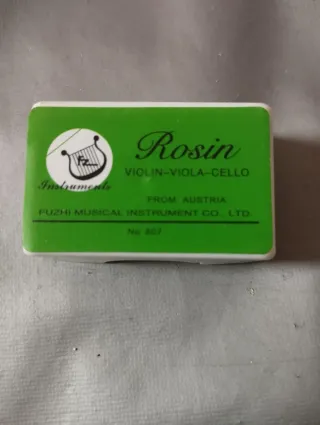 Rosin
VIOLIN-VIOLA-CELLO
FZ
Instruments
FROM AUSTRIA
FUZHI MUSICAL INSTRUMENT CO., LTD.
No 807